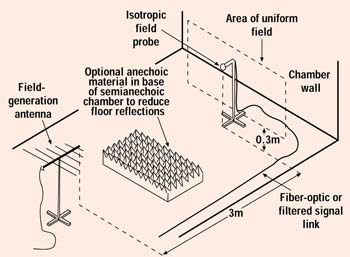 Isotropic
field
probe
Area of uniform
field
Optional anechoic
material in base
of semianechoic
chamber to reduce
floor reflections
Chamber
wall
Field-
generation
antenna
0.3m
3m
Fiber-optic or
filtered signal
link